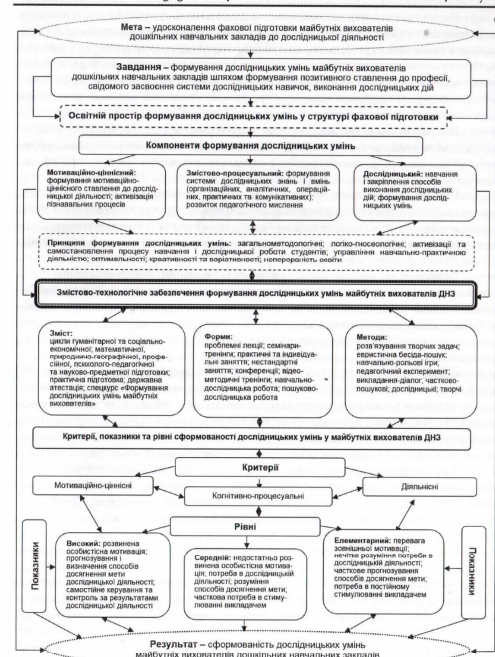 Мета – удосконалення фахової підготовки майбутніх вихователів
дошкільних навчальних закладів до дослідницької діяльності
Завдання – формування дослідницьких умінь майбутніх вихователів
дошкільних навчальних закладів шляхом формування позитивного ставлення до професії,
свідомого засвоєння системи дослідницьких навичок, виконання дослідницьких дій
Освітній простір формування дослідницьких умінь у структурі фахової підготовки
Компоненти формування дослідницьких умінь
Мотиваційно-ціннісний:
формування мотиваційно-
ціннісного ставлення до дослід-
ницької діяльності; активізація
пізнавальних процесів
Змістово-процесуальний: формування
системи дослідницьких знань і вмінь
(організаційних, аналітичних, операцій-
них, практичних та комунікативних);
розвиток педагогічного мислення
Дослідницький: навчання
і закріплення способів
виконання дослідницьких
дій; формування дослід-
ницьких умінь
Принципи формування дослідницьких умінь: загальнометодологічні; логіко-гносеологічні; активізації та
самостановлення процесу навчання і дослідницької роботи студентів; управління навчально-практичною
діяльністю; оптимальності; креативності та варіативності; неперервність освіти
Змістово-технологічне забезпечення формування дослідницьких умінь майбутніх вихователів ДНЗ
Зміст:
цикли гуманітарної та соціально-
економічної; математичної,
природничо-географічної, профе-
сійної, психолого-педагогічної
та науково-предметної підготовки;
практична підготовка; державна
атестація; спецкурс «Формування
дослідницьких умінь майбутніх
вихователів»
Форми:
проблемні лекції; семінари-
тренінги; практичні та індивідуа-
льні заняття; нестандартні
заняття; конференції; відео-
методичні тренінги; навчально-
дослідницька робота; пошуково-
дослідницька робота
Методи:
розв'язування творчих задач;
евристична бесіда-пошук;
навчально-рольові ігри;
педагогічний експеримент;
викладання-діалог; частково-
пошукові; дослідницькі; творчі
Критерії, показники та рівні сформованості дослідницьких умінь у майбутніх вихователів ДНЗ
Критерії
Мотиваційно-ціннісні
Когнітивно-процесуальні
Діяльнісні
Рівні
Показники
Високий: розвинена
особистісна мотивація;
прогнозування і
визначення способів
досягнення мети
дослідницької діяльності;
самостійне керування та
контроль за результатами
дослідницької діяльності
Середній: недостатньо роз-
винена особистісна мотива-
ція; потреба в дослідницькій
діяльності; розуміння
способів досягнення мети;
часткова потреба в стиму-
люванні викладачем
Елементарний: перевага
зовнішньої мотивації;
нечітке розуміння потреби в
дослідницькій діяльності;
часткове прогнозування
способів досягнення мети;
потреба в постійному
стимулюванні викладачем
Показники
Результат – сформованість дослідницьких умінь
майбутніх вихователів дошкільних навчальних закладів